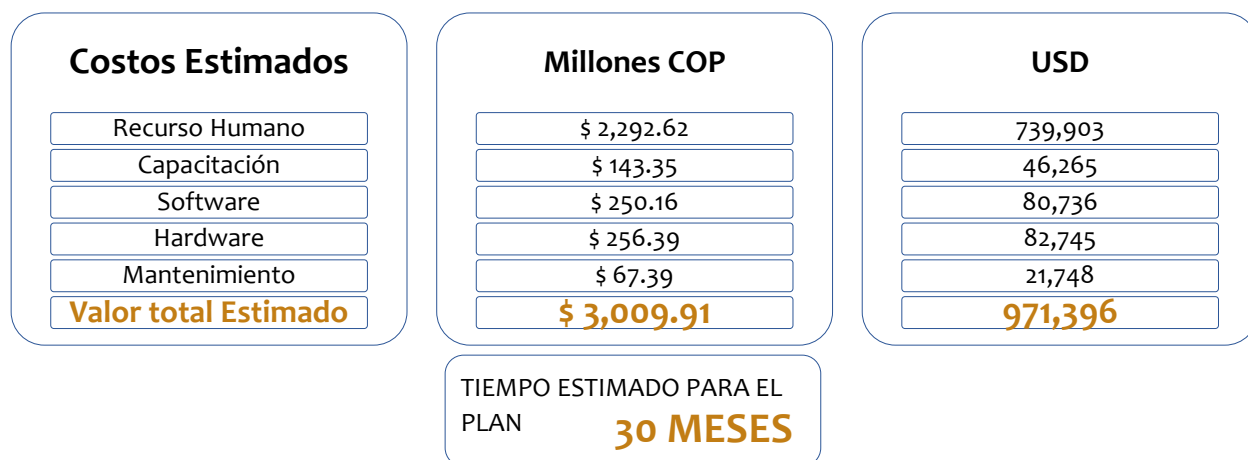 Costos Estimados
Recurso Humano
Capacitación
Software
Hardware
Mantenimiento
Valor total Estimado
Millones COP
$ 2,292.62
$ 143.35
$ 250.16
$ 256.39
$ 67.39
$ 3,009.91
USD
739,903
46,265
80,736
82,745
21,748
971,396
TIEMPO ESTIMADO PARA EL
PLAN 30 MESES